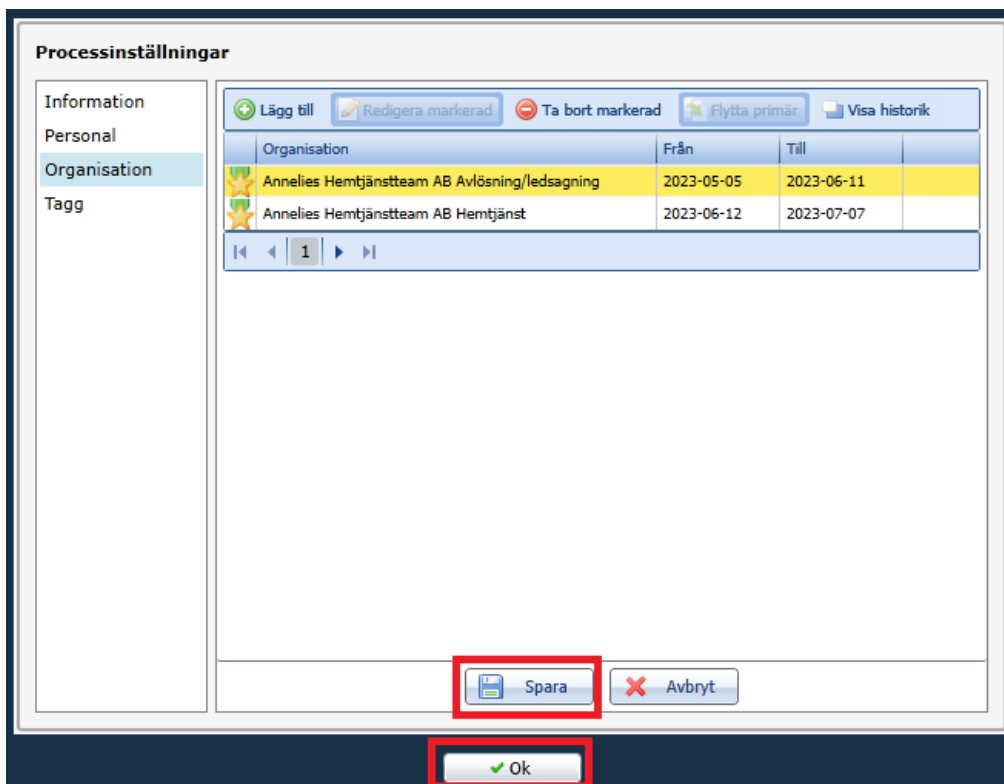 Processinställningar
Information
Personal
Organisation
Tagg
Lägg till Redigera markerad Ta bort markerad Flytta primär Visa historik
Organisation Från Till
Annelies Hemtjänstteam AB Avlösning/ledsagning 2023-05-05 2023-06-11
Annelies Hemtjänstteam AB Hemtjänst 2023-06-12 2023-07-07
1
Spara Avbryt
Ok